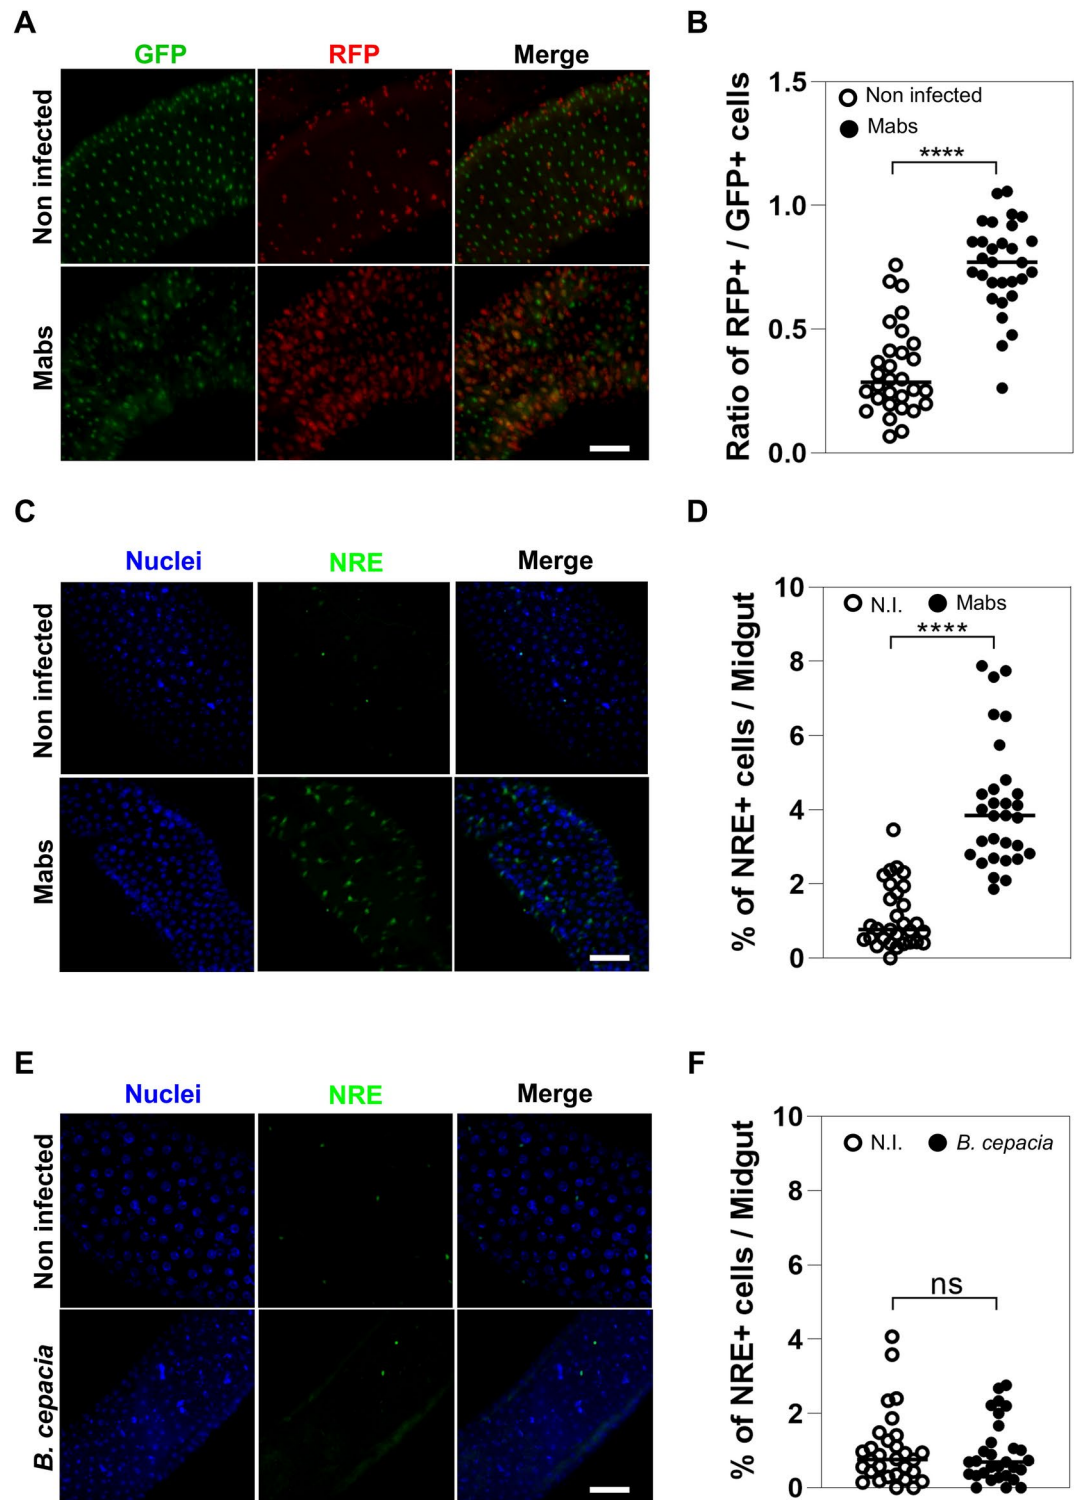 A
GFP RFP Merge
Non infected
Mabs
B
Ratio of RFP+ / GFP+ cells
1.5
1.0
0.5
0.0
Non infected
Mabs
****
C
Nuclei NRE Merge
Non infected
Mabs
D
% of NRE+ cells / Midgut
10
8
6
4
2
0
N.I. Mabs
****
E
Nuclei NRE Merge
Non infected
B. cepacia
F
% of NRE+ cells / Midgut
10
8
6
4
2
0
N.I. B. cepacia
ns